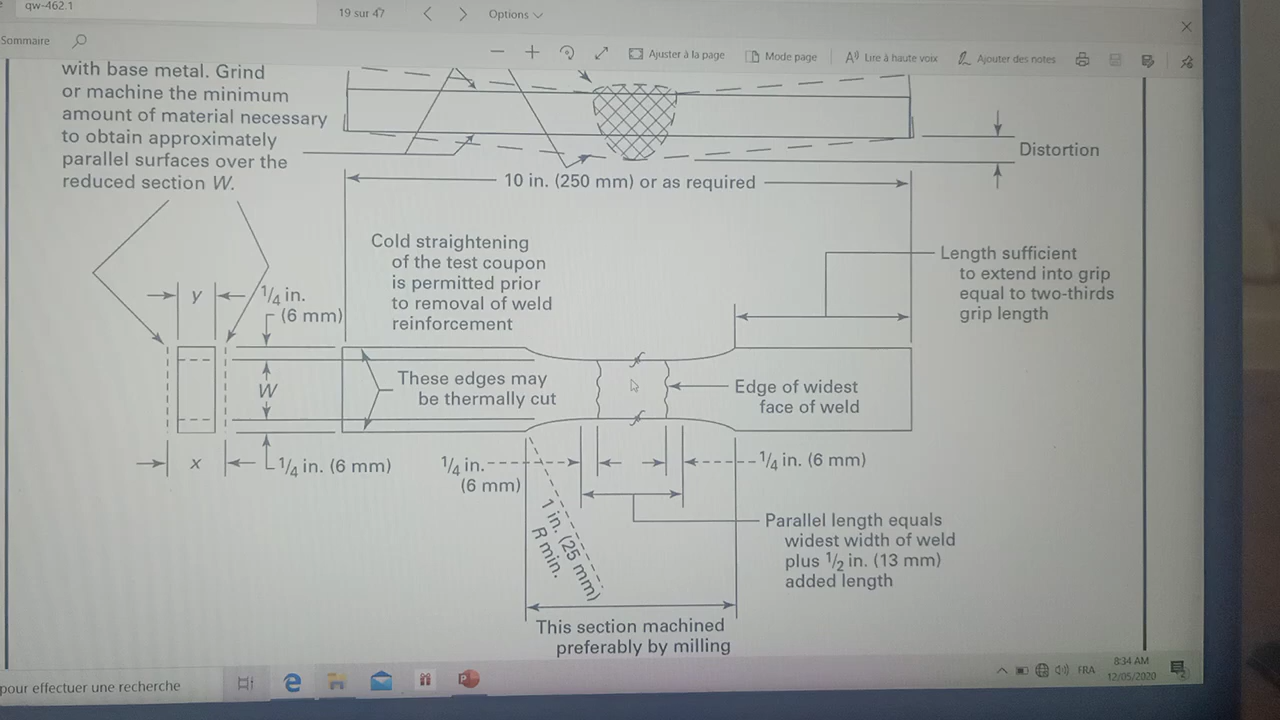 qw-462.1
19 sur 47
Options
Sommaire
Ajuster à la page
Mode page
Lire à haute voix
Ajouter des notes
with base metal. Grind
or machine the minimum
amount of material necessary
to obtain approximately
parallel surfaces over the
reduced section W.
Distortion
10 in. (250 mm) or as required
Cold straightening
of the test coupon
is permitted prior
to removal of weld
reinforcement
Length sufficient
to extend into grip
equal to two-thirds
grip length
y
1/4 in.
(6 mm)
W
These edges may
be thermally cut
Edge of widest
face of weld
x
1/4 in. (6 mm)
1/4 in.
(6 mm)
1/4 in. (6 mm)
1 in. (25 mm)
R min.
Parallel length equals
widest width of weld
plus 1/2 in. (13 mm)
added length
This section machined
preferably by milling
pour effectuer une recherche
FRA
8:34 AM
12/05/2020